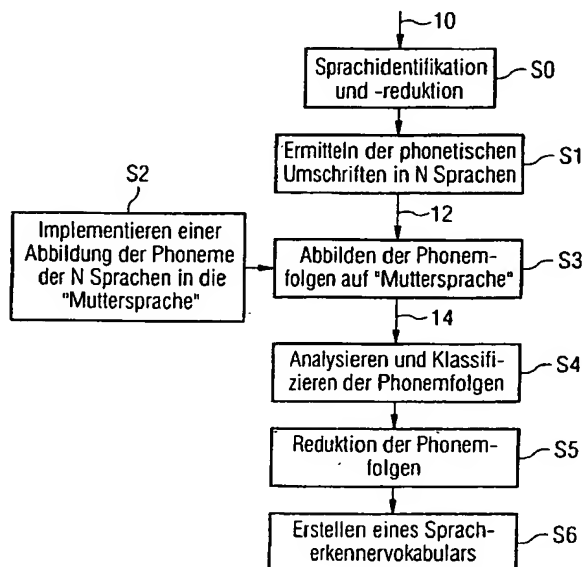 10
Sprachidentifikation
und -reduktion
S0
Ermitteln der phonetischen
Umschriften in N Sprachen
S1
12
S2
Implementieren einer
Abbildung der Phoneme
der N Sprachen in die
"Muttersprache"
Abbilden der Phonem-
folgen auf "Muttersprache"
S3
14
Analysieren und Klassifi-
zieren der Phonemfolgen
S4
Reduktion der Phonem-
folgen
S5
Erstellen eines Sprach-
erkennervokabulars
S6